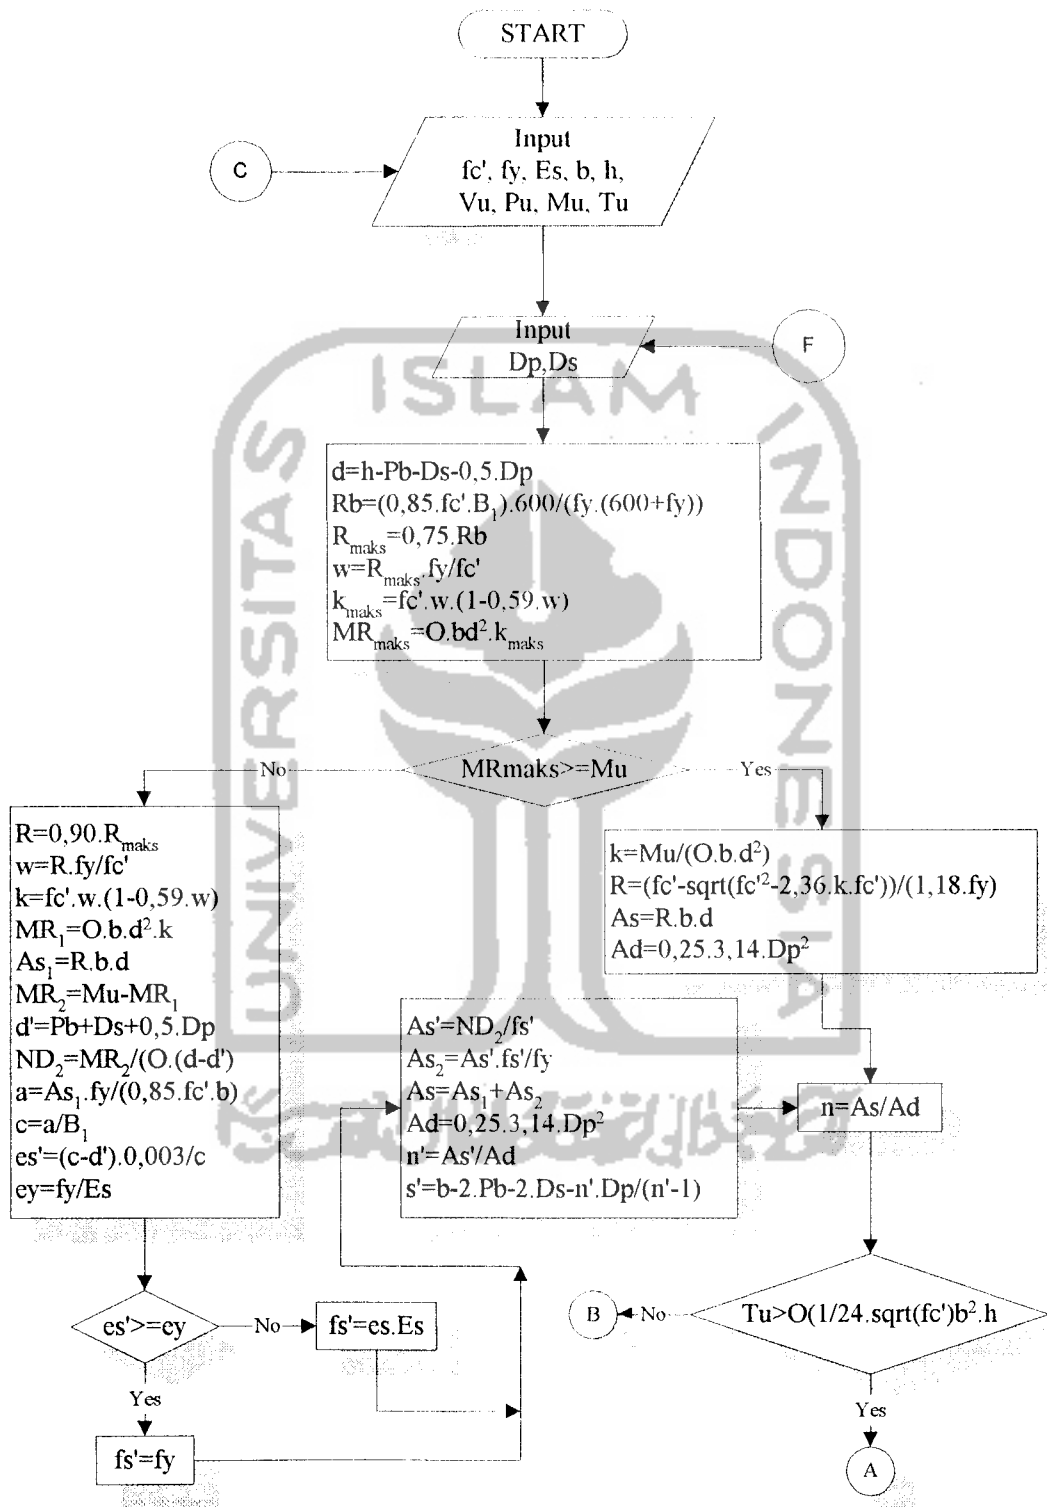 START
Input
fc', fy, Es, b, h,
Vu, Pu, Mu, Tu
C
Input
Dp,Ds
F
d=h-Pb-Ds-0,5.Dp
Rb=(0,85.fc'.B₁).600/(fy.(600+fy))
Rmaks=0,75.Rb
w=Rmaks.fy/fc'
kmaks=fc'.w.(1-0,59.w)
MRmaks=O.bd².kmaks
MRmaks>=Mu
No
Yes
R=0,90.Rmaks
w=R.fy/fc'
k=fc'.w.(1-0,59.w)
MR₁=O.b.d².k
As₁=R.b.d
MR₂=Mu-MR₁
d'=Pb+Ds+0,5.Dp
ND₂=MR₂/(O.(d-d')
a=As₁.fy/(0,85.fc'.b)
c=a/B₁
es'=(c-d').0,003/c
ey=fy/Es
k=Mu/(O.b.d²)
R=(fc'-sqrt(fc'²-2,36.k.fc'))/(1,18.fy)
As=R.b.d
Ad=0,25.3,14.Dp²
As'=ND₂/fs'
As₂=As'.fs'/fy
As=As₁+As₂
Ad=0,25.3,14.Dp²
n'=As'/Ad
s'=b-2.Pb-2.Ds-n'.Dp/(n'-1)
n=As/Ad
es'>=ey
No
fs'=es.Es
Yes
fs'=fy
Tu>O(1/24.sqrt(fc')b².h
No
B
Yes
A
UNIVERSITAS
ISLAM
INDONESIA